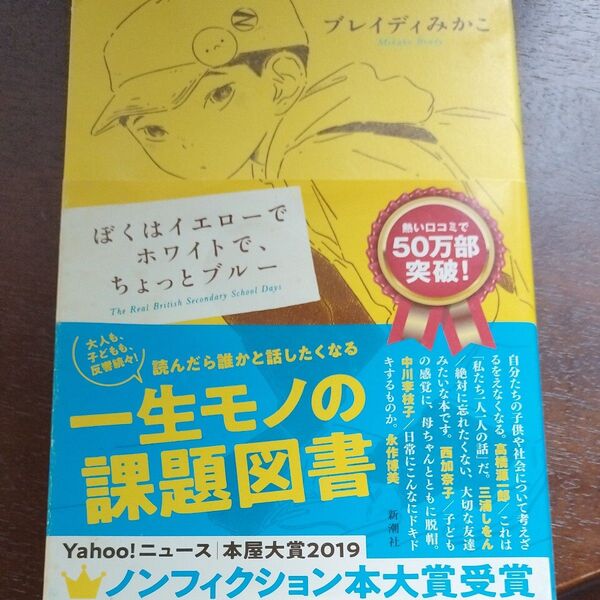 ブレイディみかこ
Mikako Brady
ぼくはイエローで
ホワイトで、
ちょっとブルー
The Real British Secondary School Days
熱い口コミで
50万部
突破!
大人も、
子どもも、
反響続々!
読んだら誰かと話したくなる
一生モノの
課題図書
自分たちの子供や社会について考えざ
るをえなくなる。高橋源一郎/これは
「私たち一人一人の話」だ。三浦しをん
/絶対に忘れたくない、大切な友達
みたいな本です。西加奈子/子ども
の感覚に、母ちゃんとともに脱帽。
中川李枝子/日常にこんなにドキド
キするものか。永作博美
新潮社
Yahoo!ニュース|本屋大賞2019
ノンフィクション本大賞受賞